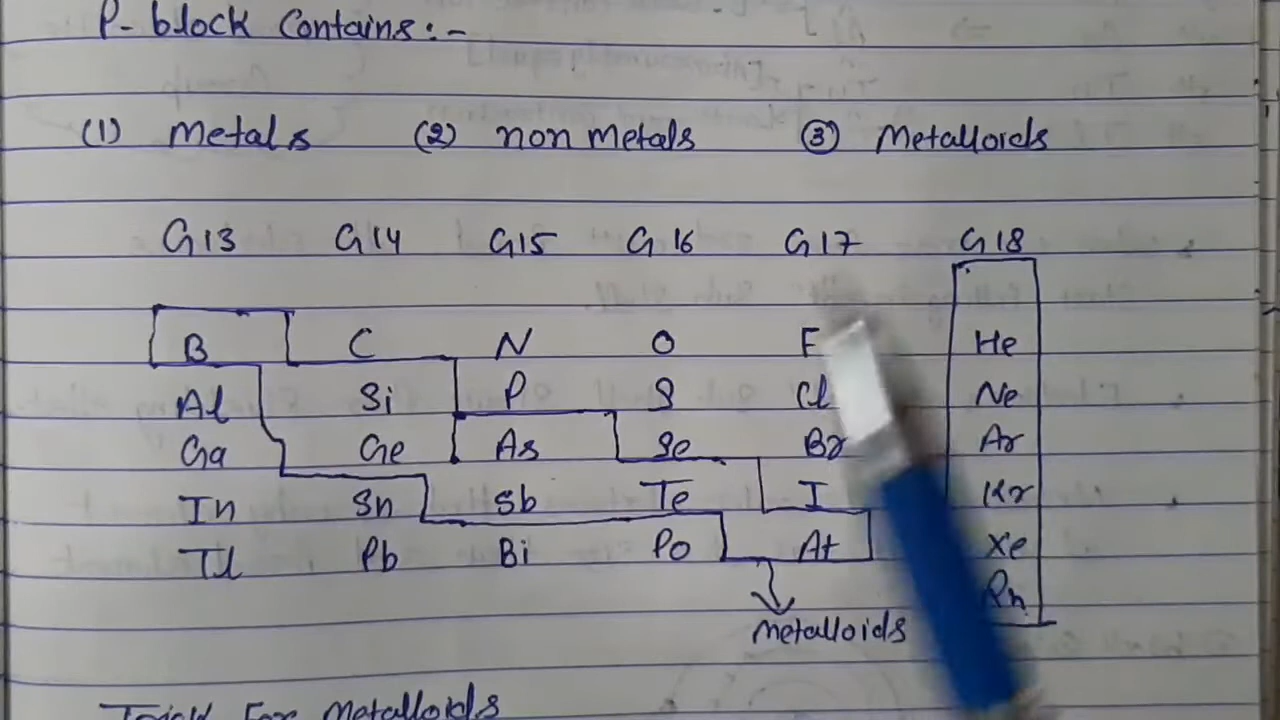 P-block Contains:-
(1) Metals (2) non metals (3) Metalloids
G13 G14 G15 G16 G17 G18
B C N O F He
Al Si P S Cl Ne
Ga Ge As Se Br Ar
In Sn Sb Te I Kr
Tl Pb Bi Po At Xe
Rn
Metalloids
Trick For Metalloids